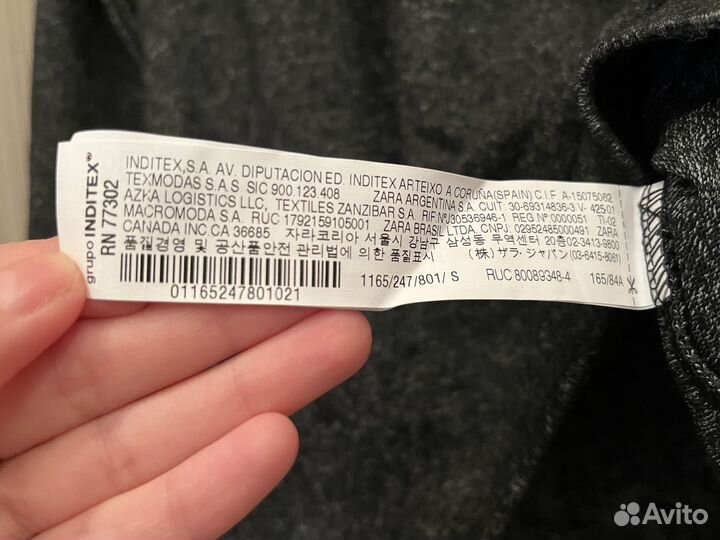 grupo INDITEX®
RN 77302
INDITEX,S.A. AV. DIPUTACION ED. INDITEX ARTEIXO A CORUÑA(SPAIN) C.I.F. A-15075062
TEXMODAS S.A.S SIC 900.123 408 ZARA ARGENTINA S.A. CUIT. 30-69314836-3 V- 425-01
AZKA LOGISTICS LLC, TEXTILES ZANZIBAR S.A. RIF:NºJ30536946-1 REG Nº0000051 TI-02
MACROMODA S.A. RÚC 1792159105001 ZARA BRASIL LTDA, CNPJ: 02952485000491 ZARA
CANADA INC CA 36685 자라코리아 서울시 강남구 삼성동 무역센터 20층 02-3413-9800
품질경영 및 공산품안전 관리법에 의한 품질표시 (株) ザラ・ジャパン (03-6415-8061)
01165247801021 1165/247/801/ S RUC 80089348-4 165/84A
Avito